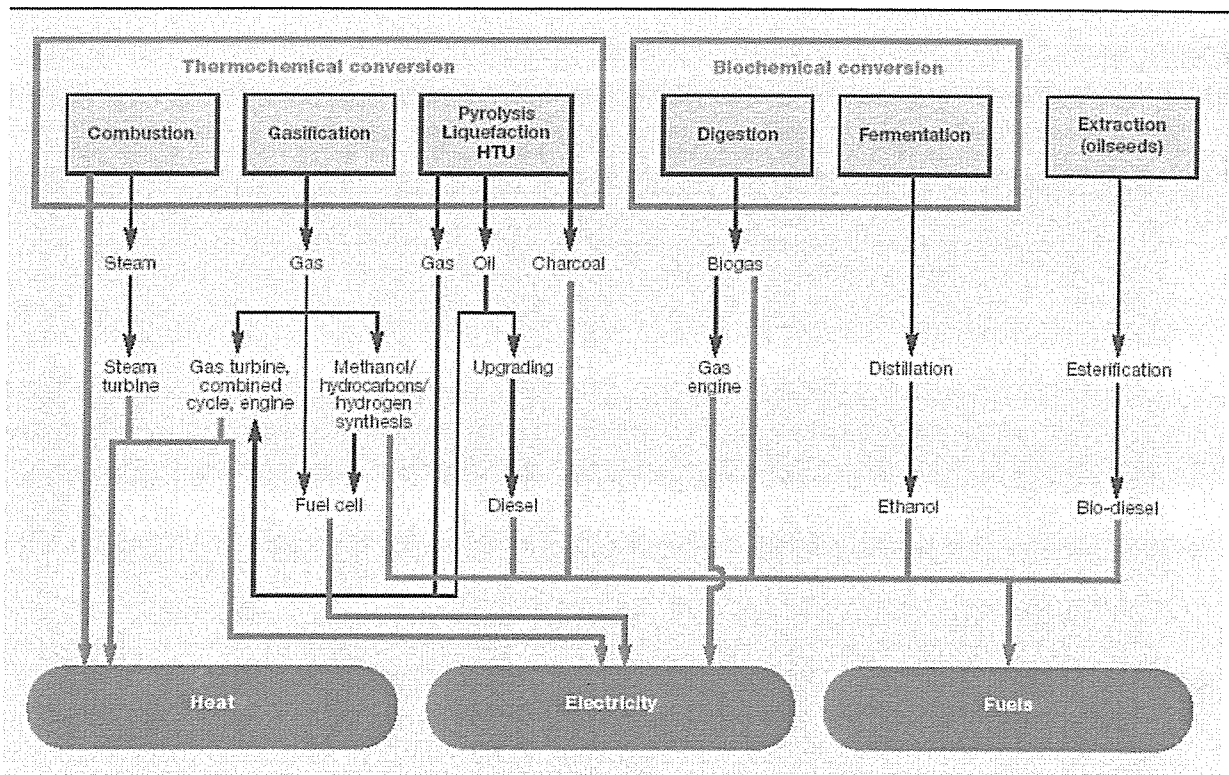 Thermochemical conversion
Biochemical conversion
Combustion
Gasification
Pyrolysis
Liquefaction
HTU
Digestion
Fermentation
Extraction
(oilseeds)
Steam
Gas
Gas
Oil
Charcoal
Biogas
Steam
turbine
Gas turbine,
combined
cycle, engine
Methanol/
hydrocarbons/
hydrogen
synthesis
Upgrading
Gas
engine
Distillation
Esterification
Fuel cell
Diesel
Ethanol
Bio-diesel
Heat
Electricity
Fuels